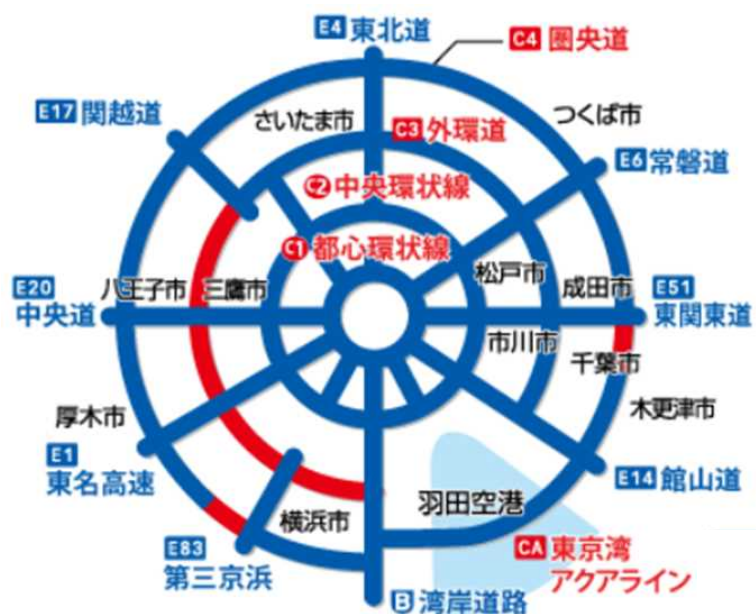 E4 東北道
C4 圏央道
E17 関越道
さいたま市
C3 外環道
つくば市
E6 常磐道
C2 中央環状線
C1 都心環状線
松戸市
成田市
E20
中央道
八王子市
三鷹市
E51
東関東道
市川市
千葉市
木更津市
厚木市
E1
東名高速
E14 館山道
羽田空港
横浜市
E83
第三京浜
CA 東京湾
アクアライン
B 湾岸道路